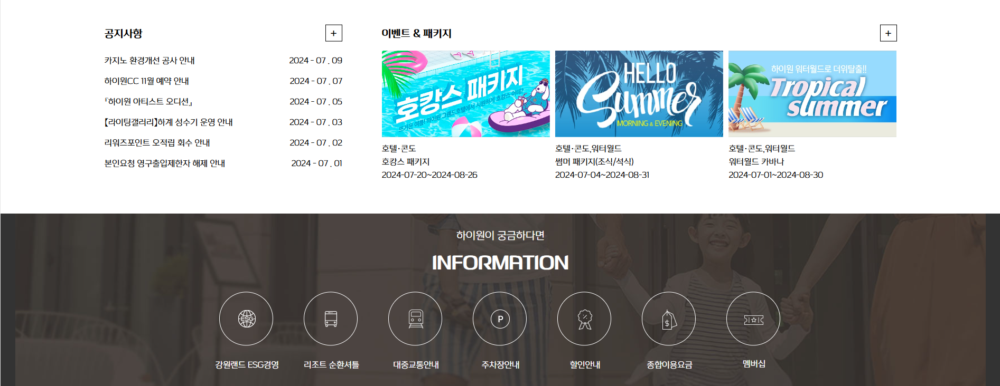 공지사항
+
카지노 환경개선 공사 안내 2024 - 07 . 09
하이원CC 11월 예약 안내 2024 - 07 . 07
『하이원 아티스트 오디션』 2024 - 07 . 05
【라이팅갤러리】하계 성수기 운영 안내 2024 - 07 . 03
리워즈포인트 오적립 회수 안내 2024 - 07 . 02
본인요청 영구출입제한자 해제 안내 2024 - 07 . 01
이벤트 & 패키지
+
호캉스 패키지
뜨거운 여름! 하이원 그랜드호텔에서 시원하게 호캉스 어때?
호텔·콘도
호캉스 패키지
2024-07-20~2024-08-26
HELLO
Summer
MORNING & EVENING
호텔·콘도,워터월드
썸머 패키지(조식/석식)
2024-07-04~2024-08-31
하이원 워터월드로 더위탈출!!
Tropical
summer
호텔·콘도,워터월드
워터월드 카바나
2024-07-01~2024-08-30
하이원이 궁금하다면
INFORMATION
ESG
P
$
강원랜드 ESG경영
리조트 순환셔틀
대중교통안내
주차장안내
할인안내
종합이용요금
멤버십